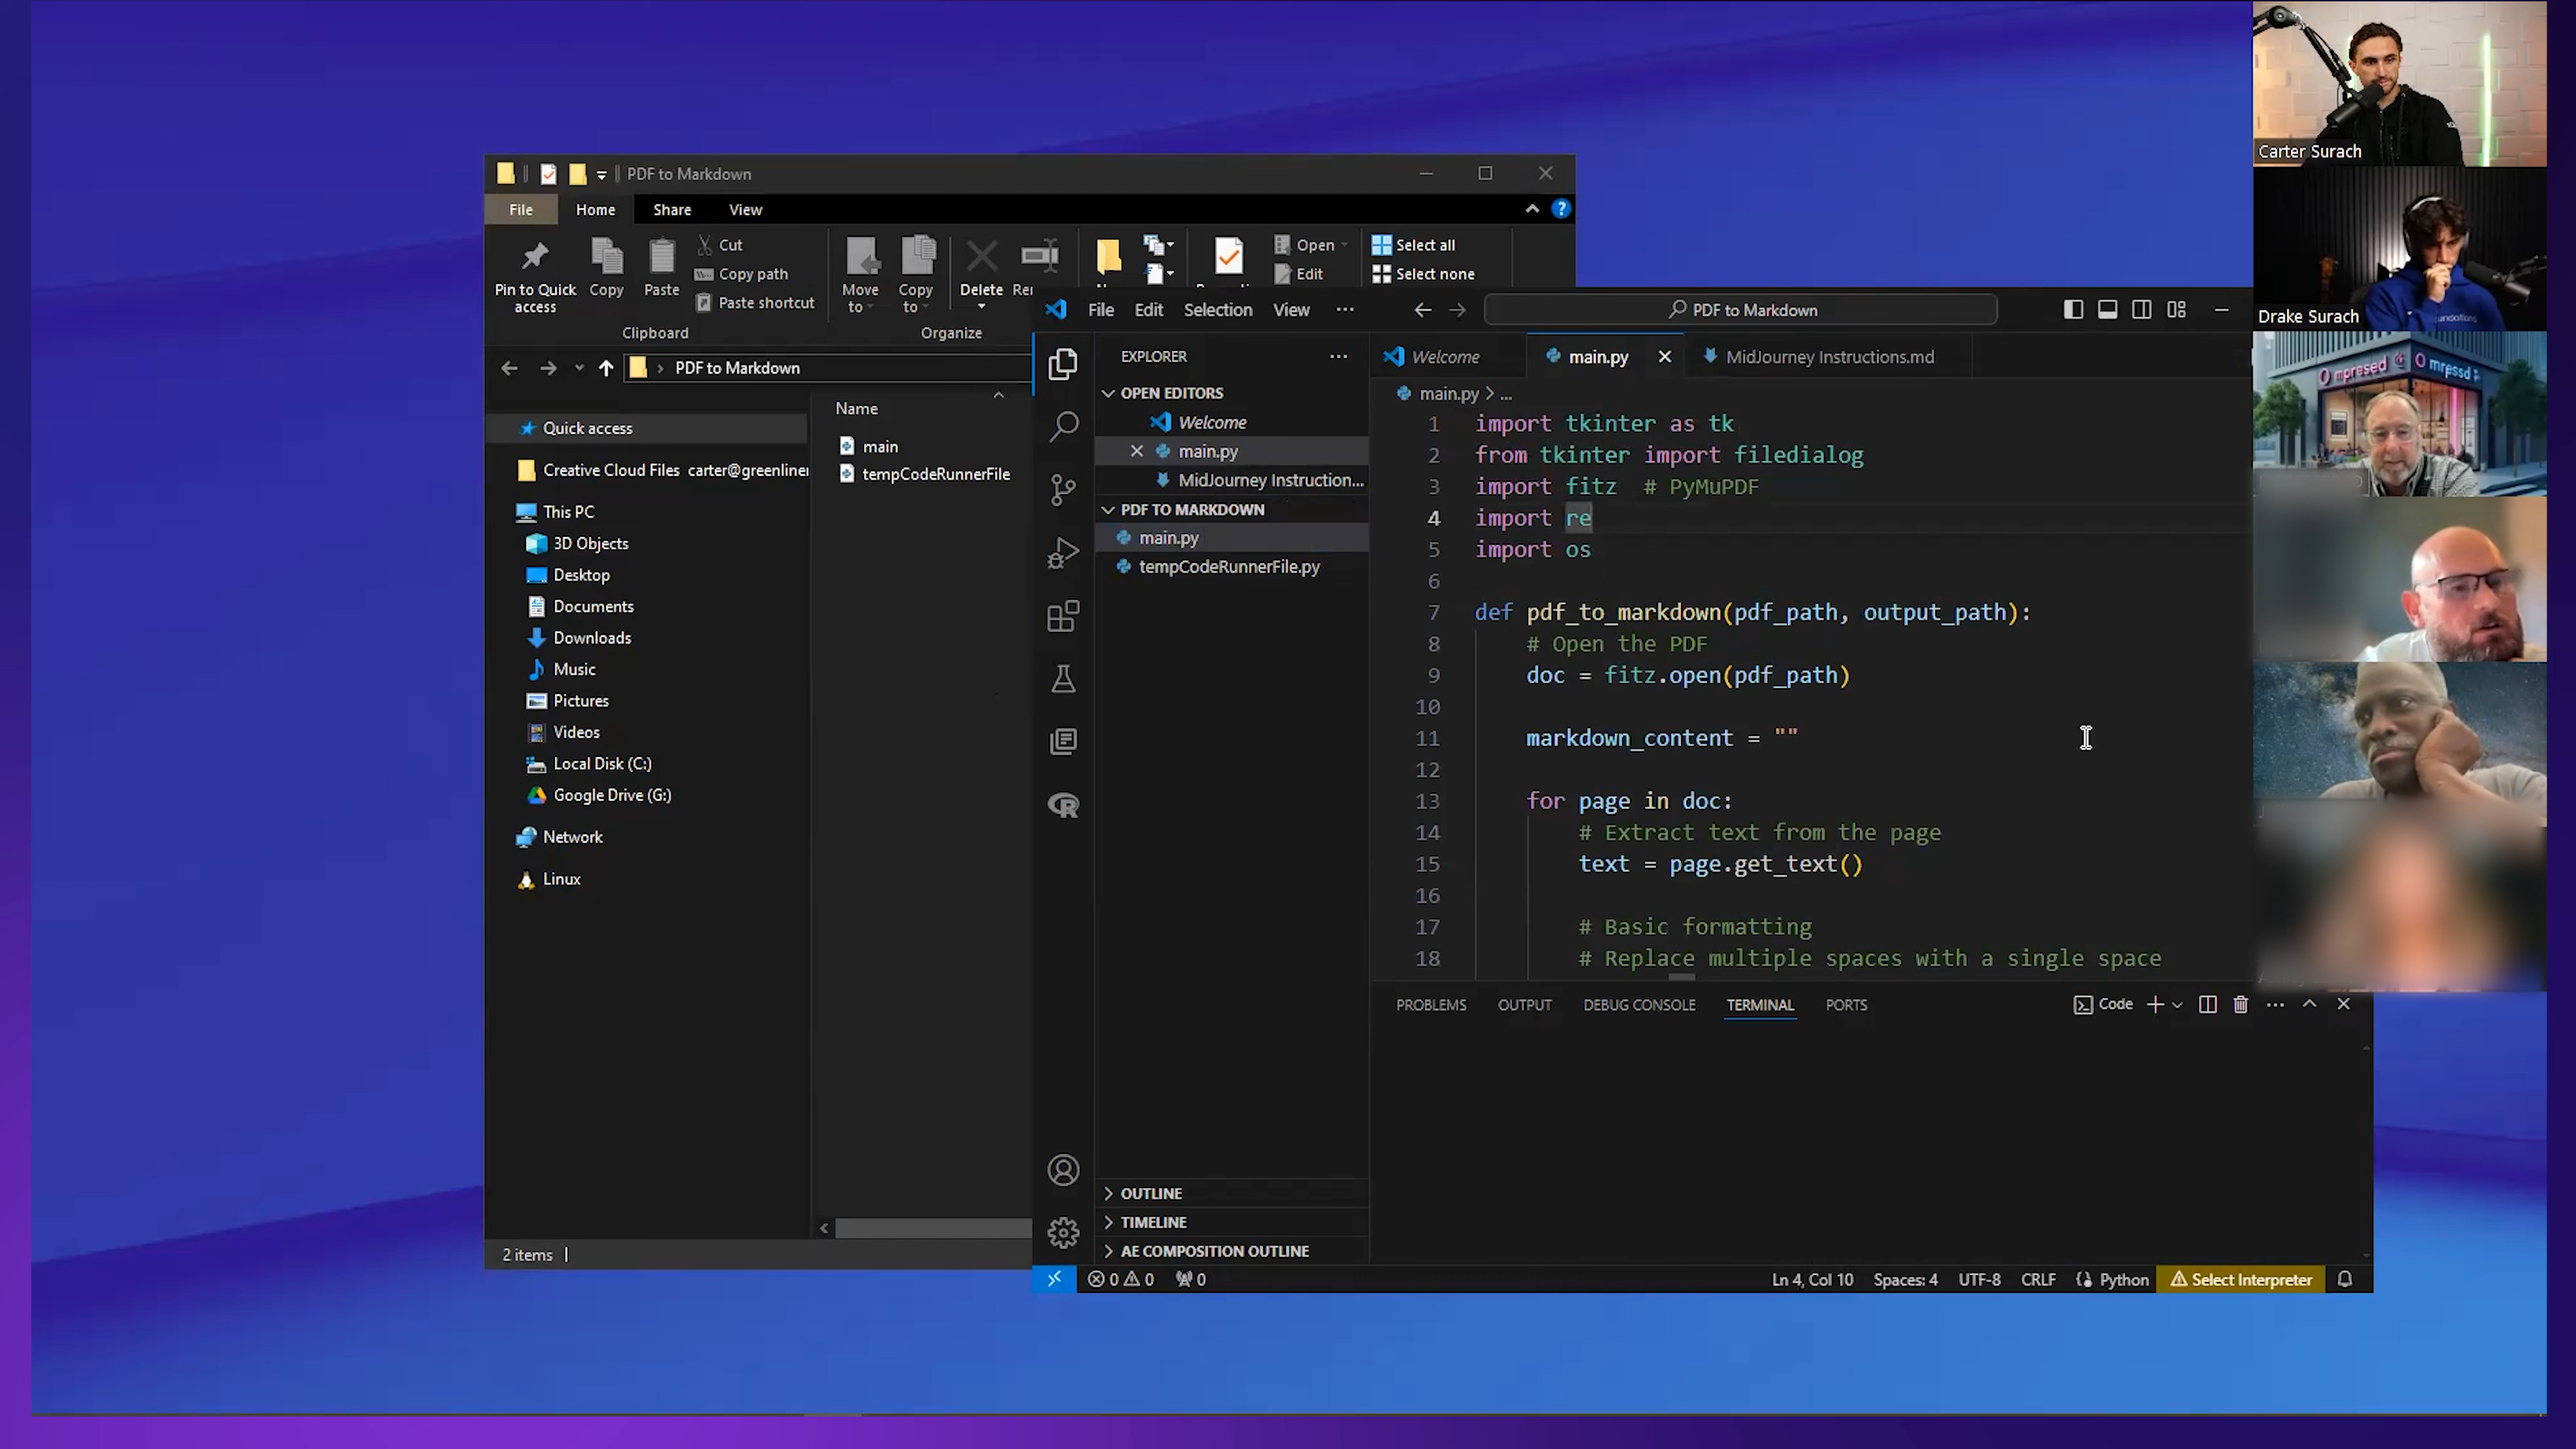 PDF to Markdown
File Home Share View
Pin to Quick access
Copy
Paste
Cut
Copy path
Paste shortcut
Clipboard
Move to
Copy to
Delete
Organize
Open
Edit
Select all
Select none
PDF to Markdown
Quick access
Creative Cloud Files carter@greenliner
This PC
3D Objects
Desktop
Documents
Downloads
Music
Pictures
Videos
Local Disk (C:)
Google Drive (G:)
Network
Linux
Name
main
tempCodeRunnerFile
2 items
File Edit Selection View ···
PDF to Markdown
EXPLORER
OPEN EDITORS
Welcome
main.py
MidJourney Instruction...
PDF TO MARKDOWN
main.py
tempCodeRunnerFile.py
OUTLINE
TIMELINE
AE COMPOSITION OUTLINE
Welcome main.py MidJourney Instructions.md
main.py > ...
1 import tkinter as tk
2 from tkinter import filedialog
3 import fitz # PyMuPDF
4 import re
5 import os
6
7 def pdf_to_markdown(pdf_path, output_path):
8 # Open the PDF
9 doc = fitz.open(pdf_path)
10
11 markdown_content = ""
12
13 for page in doc:
14 # Extract text from the page
15 text = page.get_text()
16
17 # Basic formatting
18 # Replace multiple spaces with a single space
PROBLEMS OUTPUT DEBUG CONSOLE TERMINAL PORTS
Code
0 0 0
Ln 4, Col 10 Spaces: 4 UTF-8 CRLF Python Select Interpreter
Carter Surach
Drake Surach
mpresed